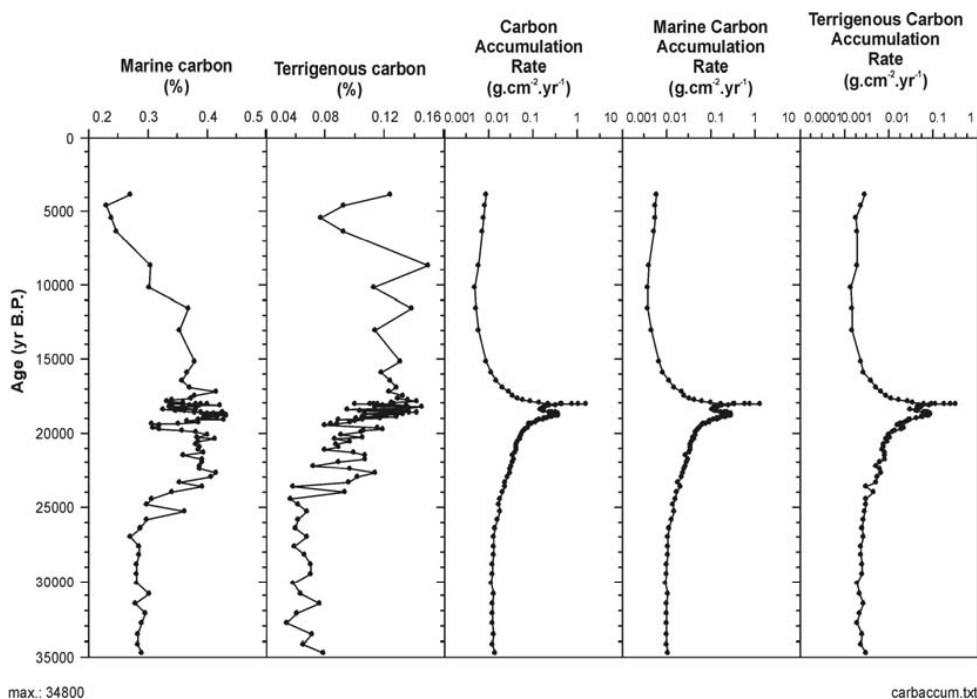 Marine carbon
(%)
Terrigenous carbon
(%)
Carbon
Accumulation
Rate
(g.cm-2.yr-1)
Marine Carbon
Accumulation
Rate
(g.cm-2.yr-1)
Terrigenous Carbon
Accumulation
Rate
(g.cm-2.yr-1)
0.2 0.3 0.4 0.5
0.04 0.08 0.12 0.16
0.001 0.01 0.1 1 10
0.001 0.01 0.1 1 10
0.0001 0.001 0.01 0.1 1
Age (yr B.P.)
0
5000
10000
15000
20000
25000
30000
35000
max.: 34800
carbaccum.txt